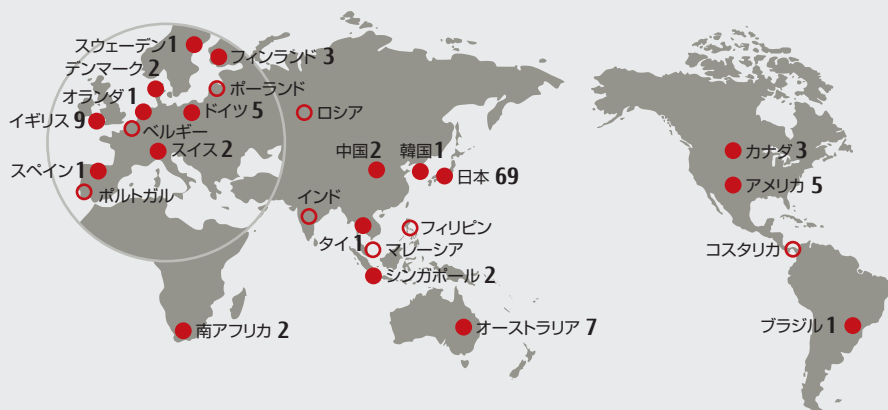 スウェーデン 1
フィンランド 3
デンマーク 2
ポーランド
オランダ 1
ドイツ 5
イギリス 9
ベルギー
スイス 2
スペイン 1
ポルトガル
ロシア
中国 2
韓国 1
日本 69
インド
フィリピン
タイ 1
マレーシア
シンガポール 2
南アフリカ 2
オーストラリア 7
カナダ 3
アメリカ 5
コスタリカ
ブラジル 1